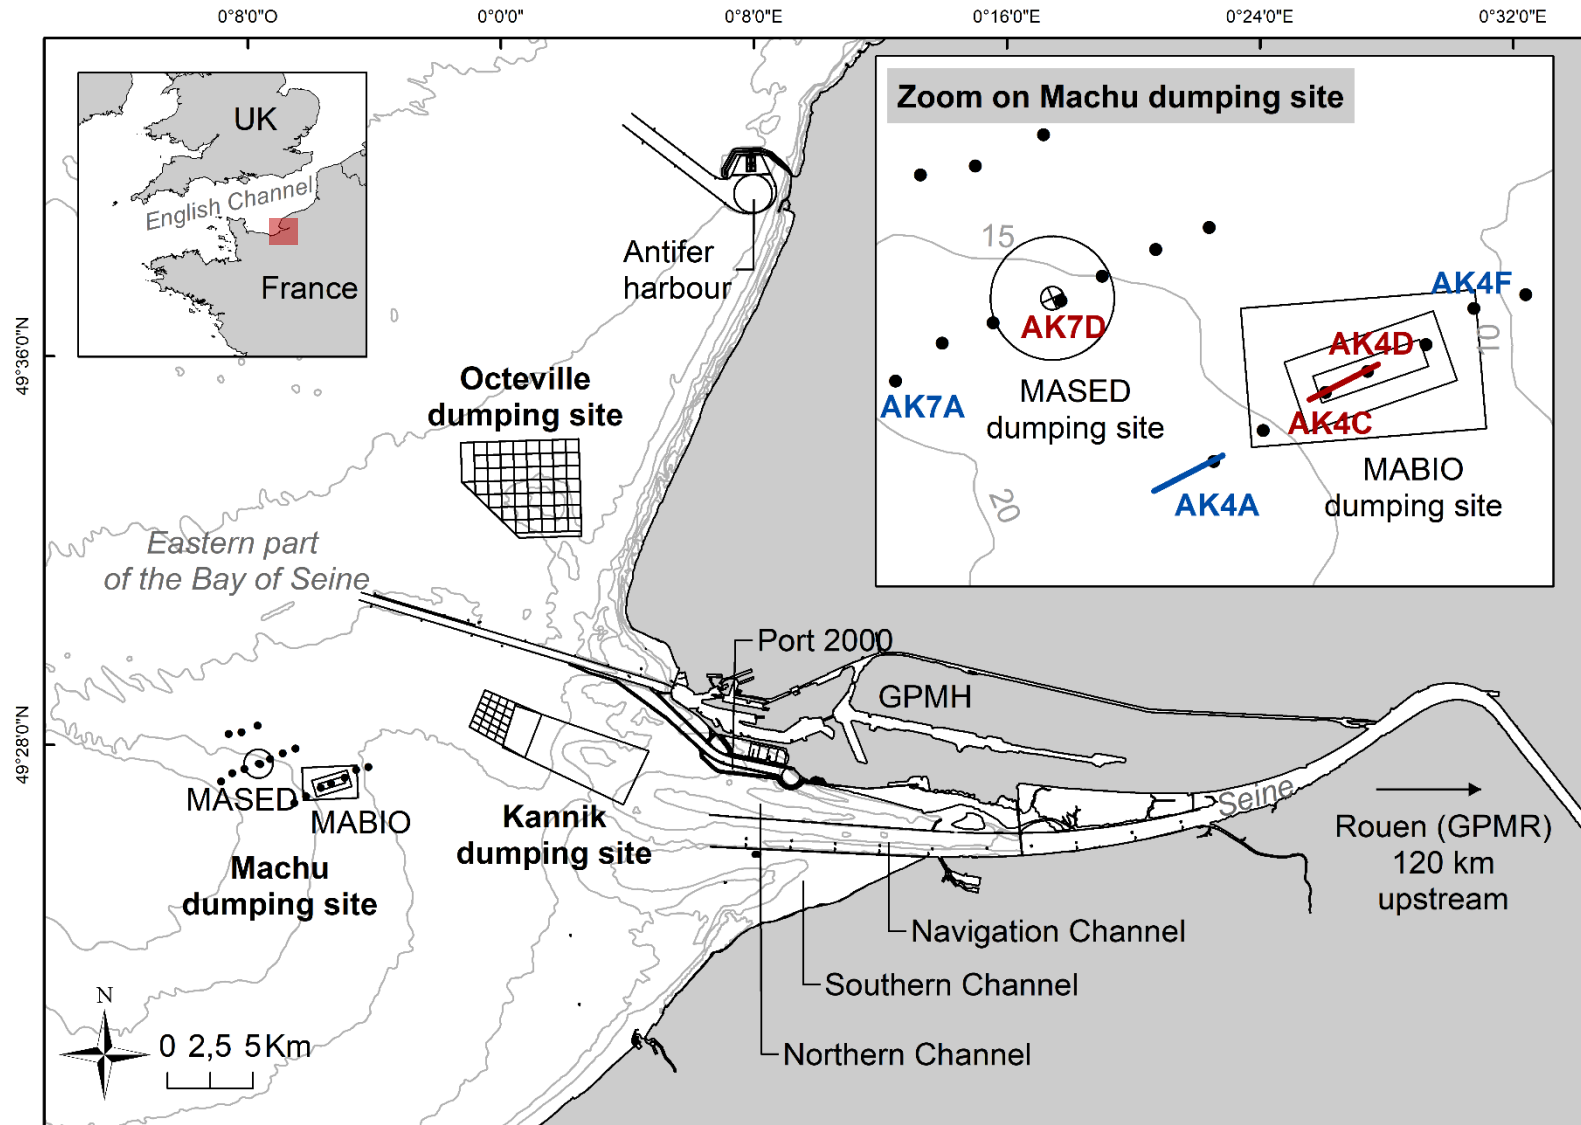 0°8'0"O
0°0'0"
0°8'0"E
0°16'0"E
0°24'0"E
0°32'0"E
49°36'0"N
49°28'0"N
UK
English Channel
France
Antifer
harbour
Zoom on Machu dumping site
15
AK7D
AK7A
MASED
dumping site
AK4F
10
AK4D
AK4C
MABIO
dumping site
AK4A
20
Octeville
dumping site
Eastern part
of the Bay of Seine
Port 2000
GPMH
MASED
MABIO
Machu
dumping site
Kannik
dumping site
Seine
Rouen (GPMR)
120 km
upstream
Navigation Channel
Southern Channel
Northern Channel
N
0 2,5 5 Km